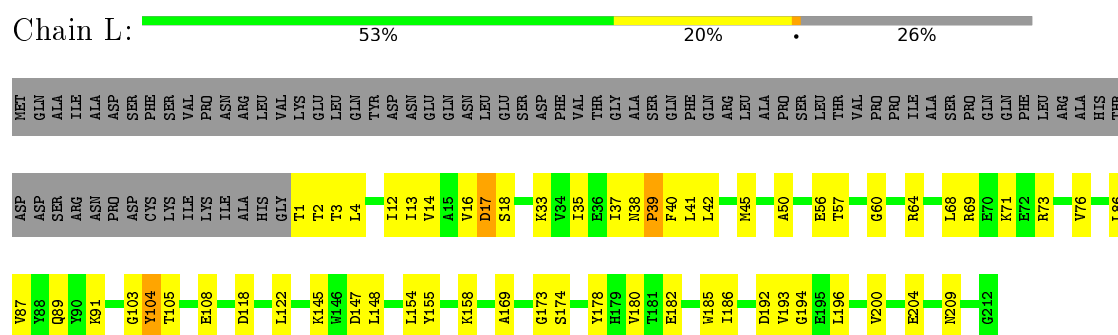 Chain L:
53% 20% • 26%
MET GLN ALA ILE ALA ASP SER PHE SER VAL PRO ASN ARG LEU VAL LYS GLU LEU GLN TYR ASP ASN GLU GLN ASN LEU GLU SER ASP PHE VAL THR GLY ALA SER GLN PHE GLN ARG LEU ALA PRO SER LEU THR VAL PRO PRO ILE ALA SER PRO GLN GLN PHE LEU ARG ALA HIS
ASP ASP SER ARG ASN PRO ASP CYS LYS ILE LYS ILE ALA HIS GLY T1 T2 T3 L4 I12 I13 V14 A15 V16 D17 S18 K33 V34 I35 E36 I37 N38 P39 F40 L41 L42 M45 A50 E56 T57 G60 R64 L68 R69 E70 K71 E72 R73 V76 L86
V87 Y88 Q89 Y90 K91 G103 Y104 T105 E108 D118 L122 K145 W146 D147 L148 L154 Y155 K158 A169 G173 S174 Y178 H179 V180 T181 E182 W185 I186 D192 V193 G194 E195 L196 V200 E204 N209 G212